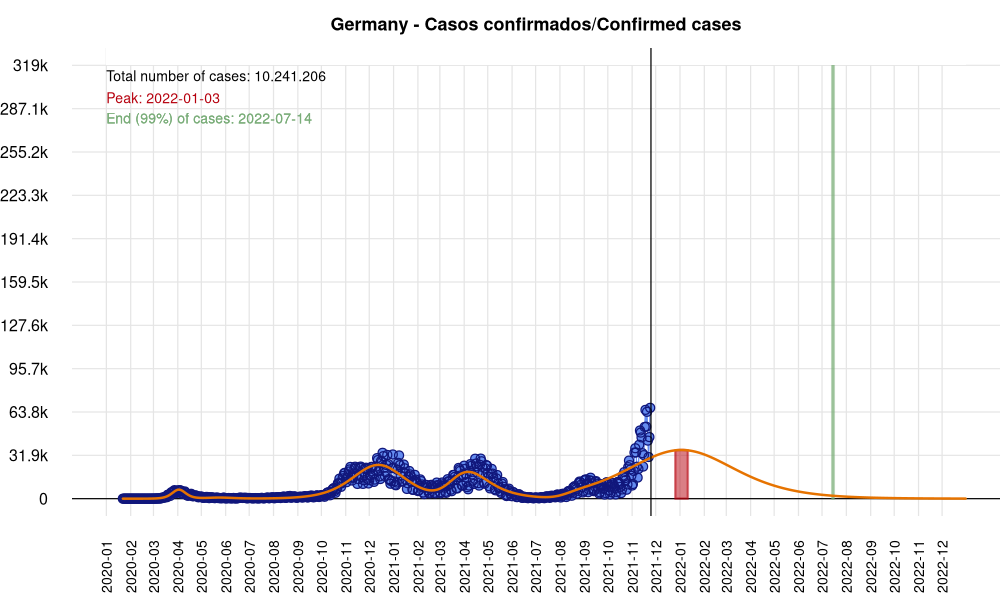 Germany - Casos confirmados/Confirmed cases
319k
Total number of cases: 10.241.206
Peak: 2022-01-03
287.1k
End (99%) of cases: 2022-07-14
255.2k
223.3k
191.4k
159.5k
127.6k
95.7k
63.8k
31.9k
0
2020-01
2020-02
2020-03
2020-04
2020-05
2020-06
2020-07
2020-08
2020-09
2020-10
2020-11
2020-12
2021-01
2021-02
2021-03
2021-04
2021-05
2021-06
2021-07
2021-08
2021-09
2021-10
2021-11
2021-12
2022-01
2022-02
2022-03
2022-04
2022-05
2022-06
2022-07
2022-08
2022-09
2022-10
2022-11
2022-12